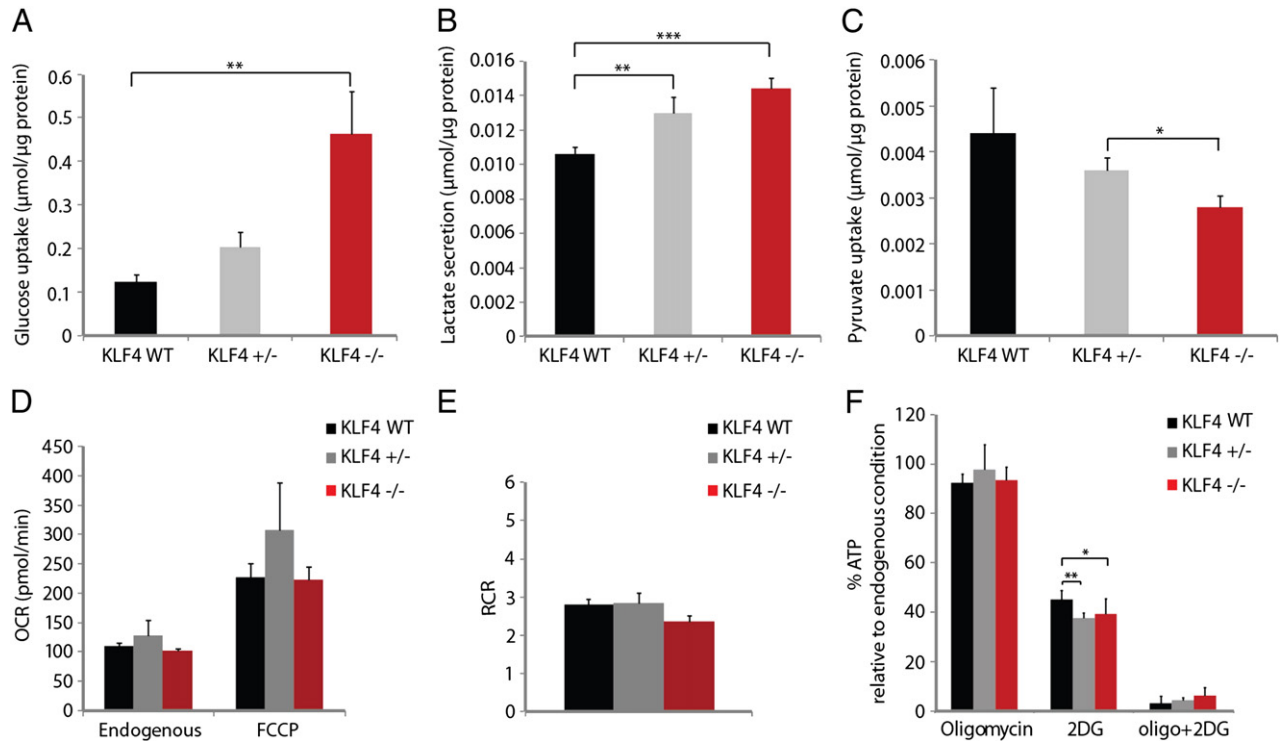 A
Glucose uptake (µmol/µg protein)
0.6
0.5
0.4
0.3
0.2
0.1
0
**
KLF4 WT
KLF4 +/-
KLF4 -/-
B
Lactate secretion (µmol/µg protein)
0.016
0.014
0.012
0.010
0.008
0.006
0.004
0.002
0
***
**
KLF4 WT
KLF4 +/-
KLF4 -/-
C
Pyruvate uptake (µmol/µg protein)
0.006
0.005
0.004
0.003
0.002
0.001
0
*
KLF4 WT
KLF4 +/-
KLF4 -/-
D
OCR (pmol/min)
450
400
350
300
250
200
150
100
50
0
KLF4 WT
KLF4 +/-
KLF4 -/-
Endogenous
FCCP
E
RCR
6
5
4
3
2
1
0
KLF4 WT
KLF4 +/-
KLF4 -/-
F
% ATP
relative to endogenous condition
120
100
80
60
40
20
0
KLF4 WT
KLF4 +/-
KLF4 -/-
*
**
Oligomycin
2DG
oligo+2DG